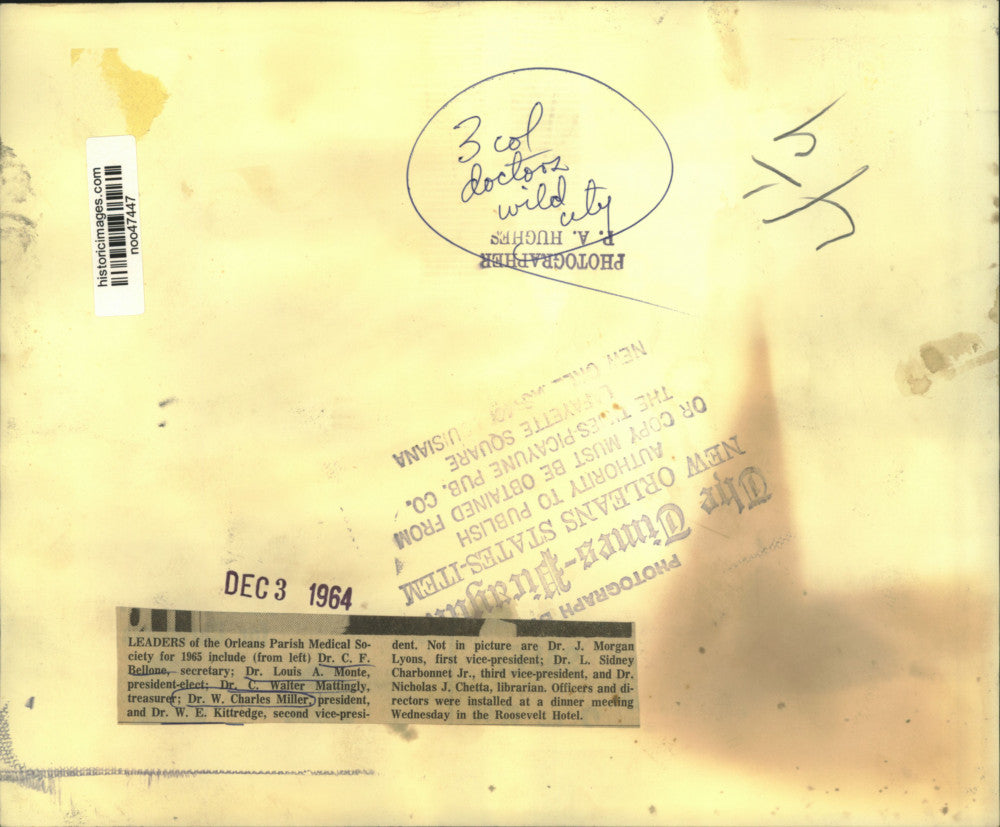 3 col
doctors
wild
city
PHOTOGRAPHER
P. A. HUGHES
historicimages.com
noo47447
PHOTOGRAPH
The Times-Picayune
NEW ORLEANS STATES-ITEM
AUTHORITY TO PUBLISH
OR COPY MUST BE OBTAINED FROM
THE TIMES-PICAYUNE PUB. CO.
LAFAYETTE SQUARE
NEW ORLEANS LOUISIANA
DEC 3 1964
LEADERS of the Orleans Parish Medical So-
ciety for 1965 include (from left) Dr. C. F.
Bellone, secretary; Dr. Louis A. Monte,
president-elect; Dr. C. Walter Mattingly,
treasurer; Dr. W. Charles Miller, president,
and Dr. W. E. Kittredge, second vice-presi-
dent. Not in picture are Dr. J. Morgan
Lyons, first vice-president; Dr. L. Sidney
Charbonnet Jr., third vice-president, and Dr.
Nicholas J. Chetta, librarian. Officers and di-
rectors were installed at a dinner meeting
Wednesday in the Roosevelt Hotel.